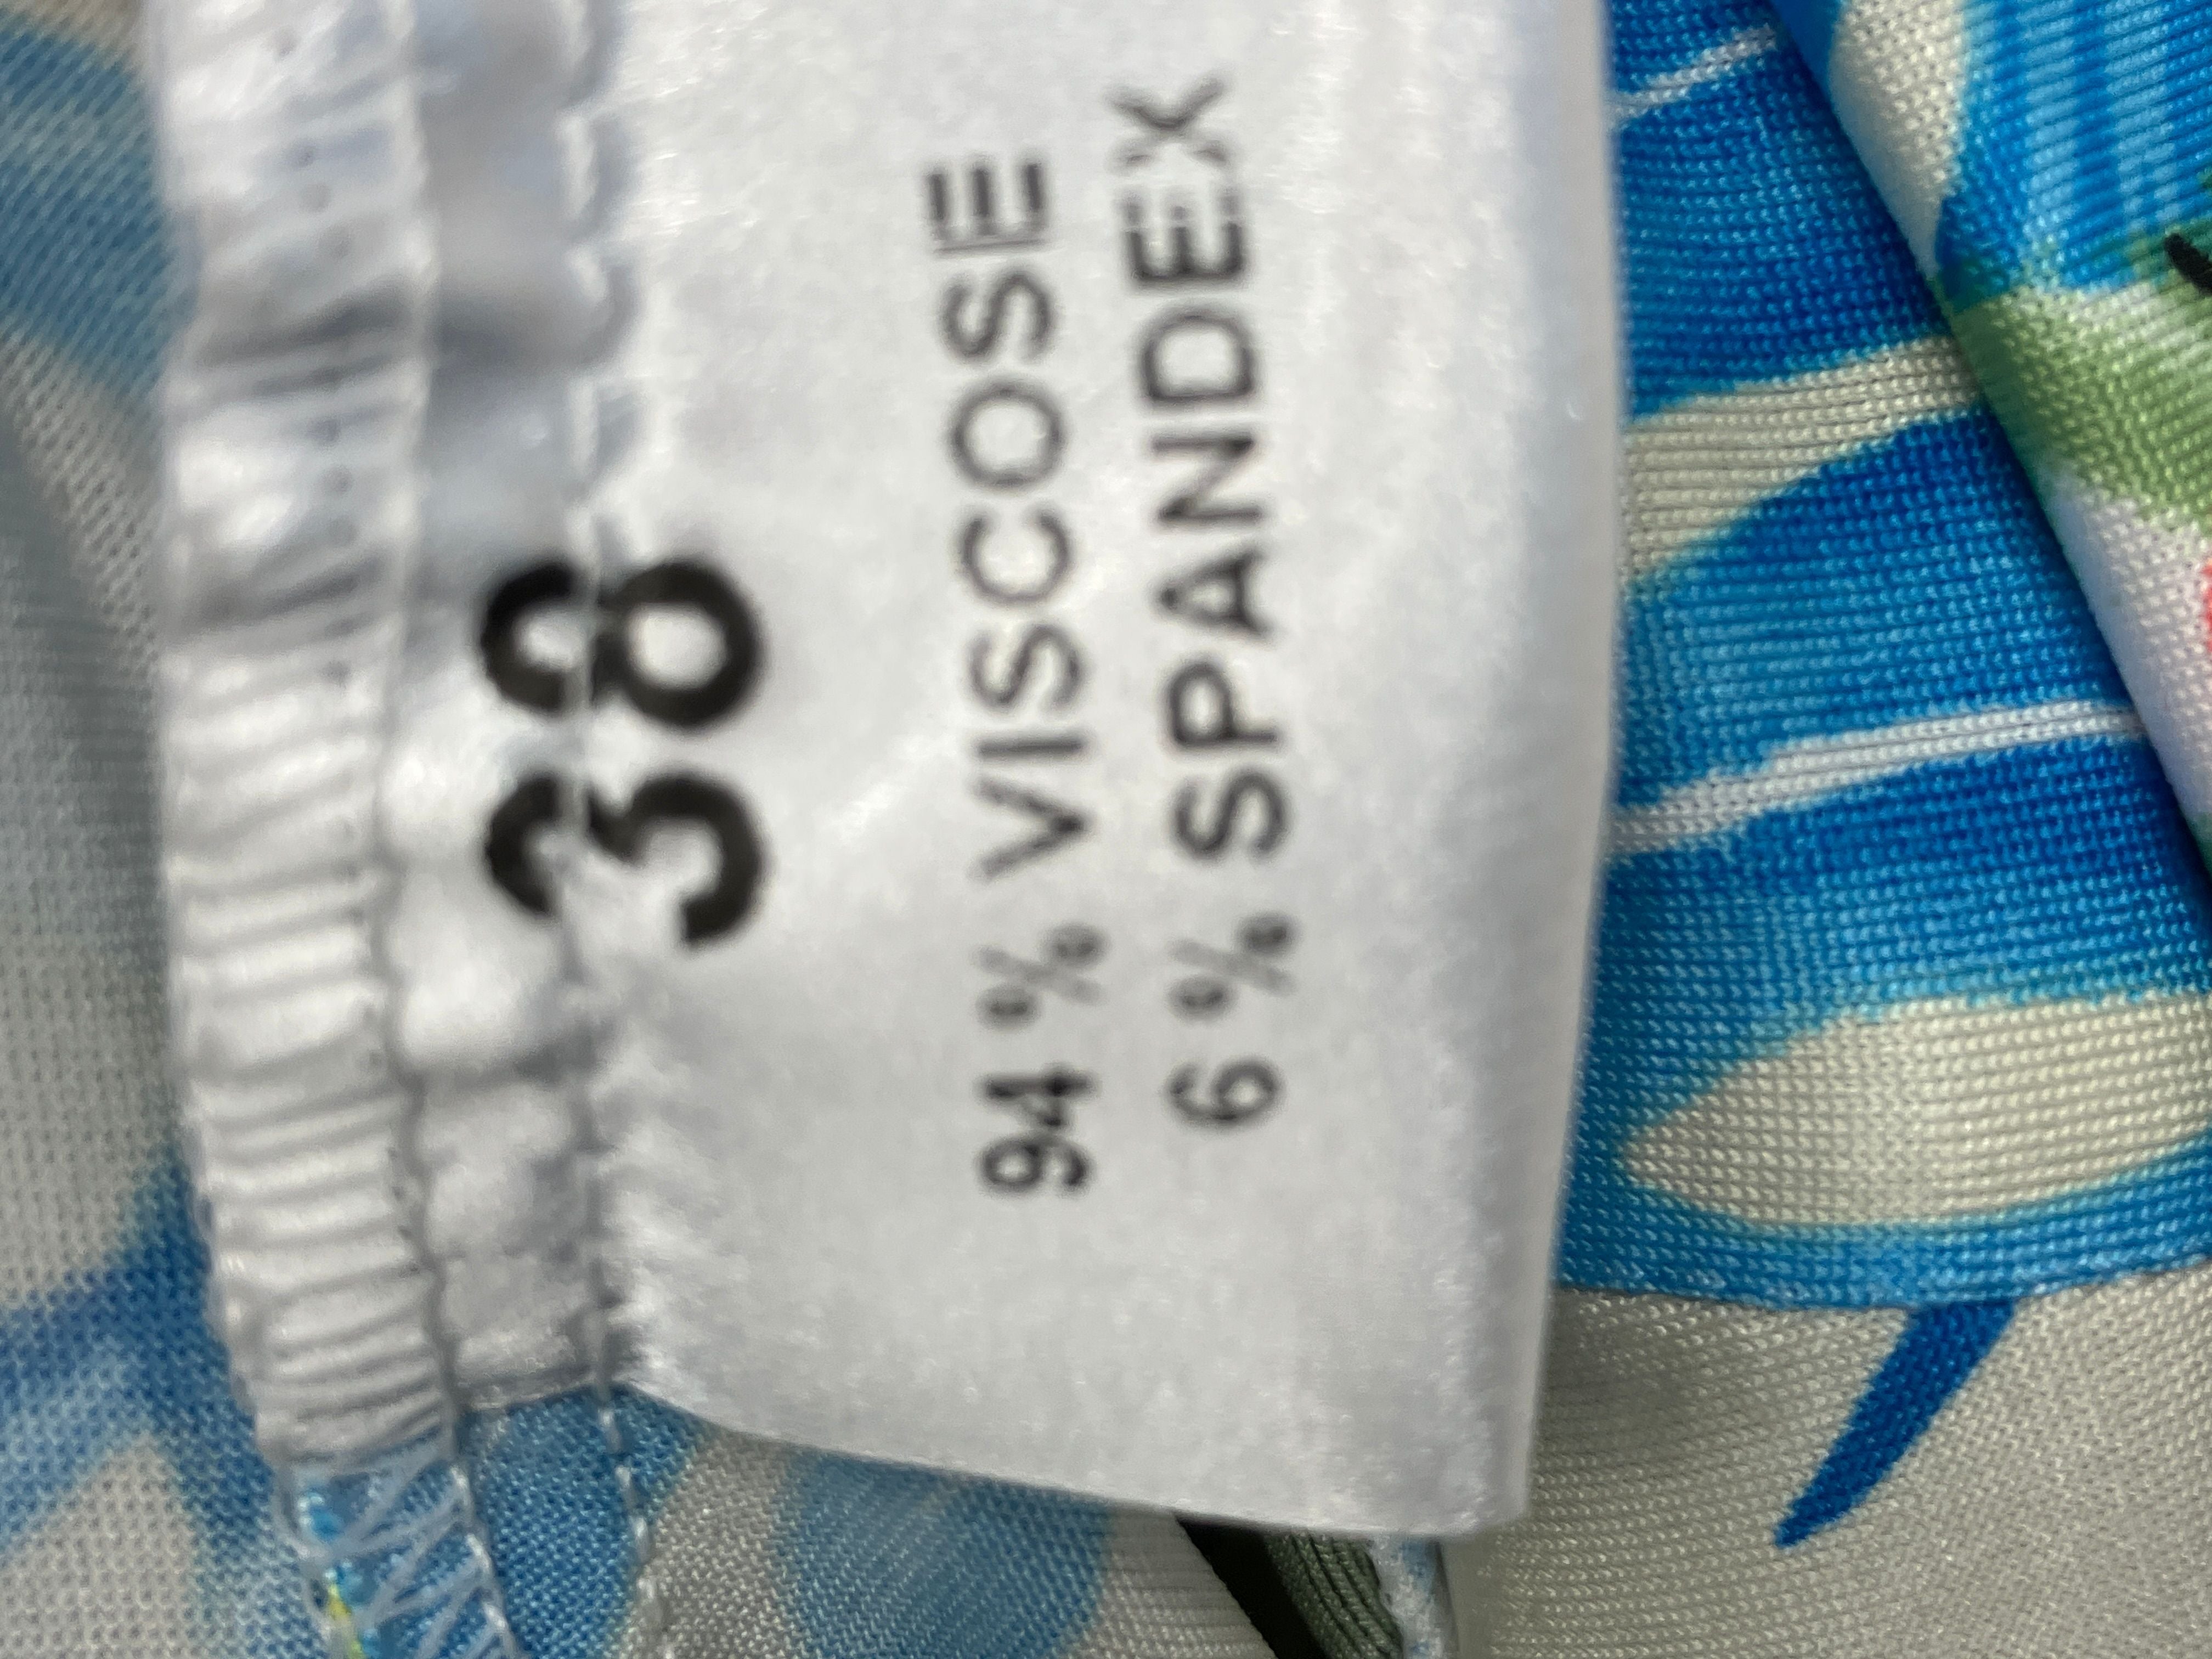 38
94 % VISCOSE
6 % SPANDEX